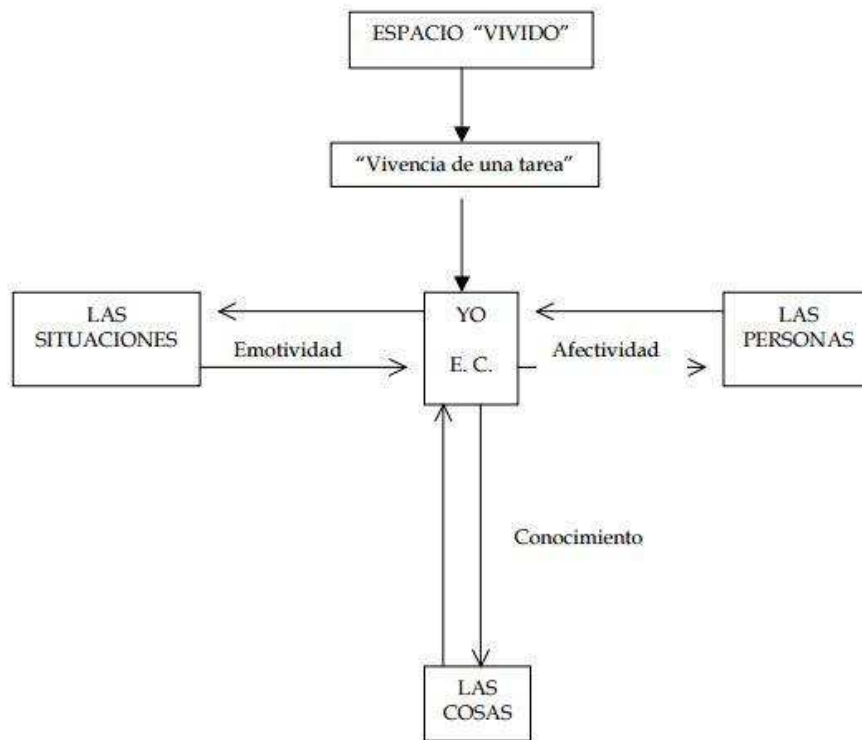 ESPACIO “VIVIDO”
“Vivencia de una tarea”
LAS
SITUACIONES
Emotividad
YO
E. C.
Afectividad
LAS
PERSONAS
Conocimiento
LAS
COSAS